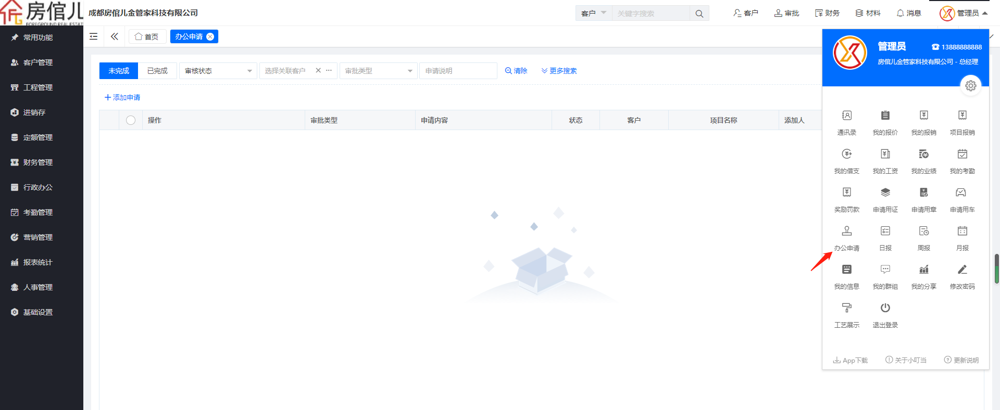 房倌儿
FOREGROUND REAL ESTATE
成都房倌儿金管家科技有限公司
客户
关键字搜索
客户
审批
财务
材料
消息
管理员
常用功能
客户管理
工程管理
进销存
定额管理
财务管理
行政办公
考勤管理
营销管理
报表统计
人事管理
基础设置
首页
办公申请
未完成
已完成
审核状态
选择关联客户
审批类型
申请说明
清除
更多搜索
添加申请
操作
审批类型
申请内容
状态
客户
项目名称
添加人
管理员
13888888888
房倌儿金管家科技有限公司 - 总经理
通讯录
我的报价
我的报销
项目报销
我的借支
我的工资
我的业绩
我的考勤
奖励罚款
申请用证
申请用章
申请用车
办公申请
日报
周报
月报
我的信息
我的群组
我的分享
修改密码
工艺展示
退出登录
App下载
关于小叮当
更新说明